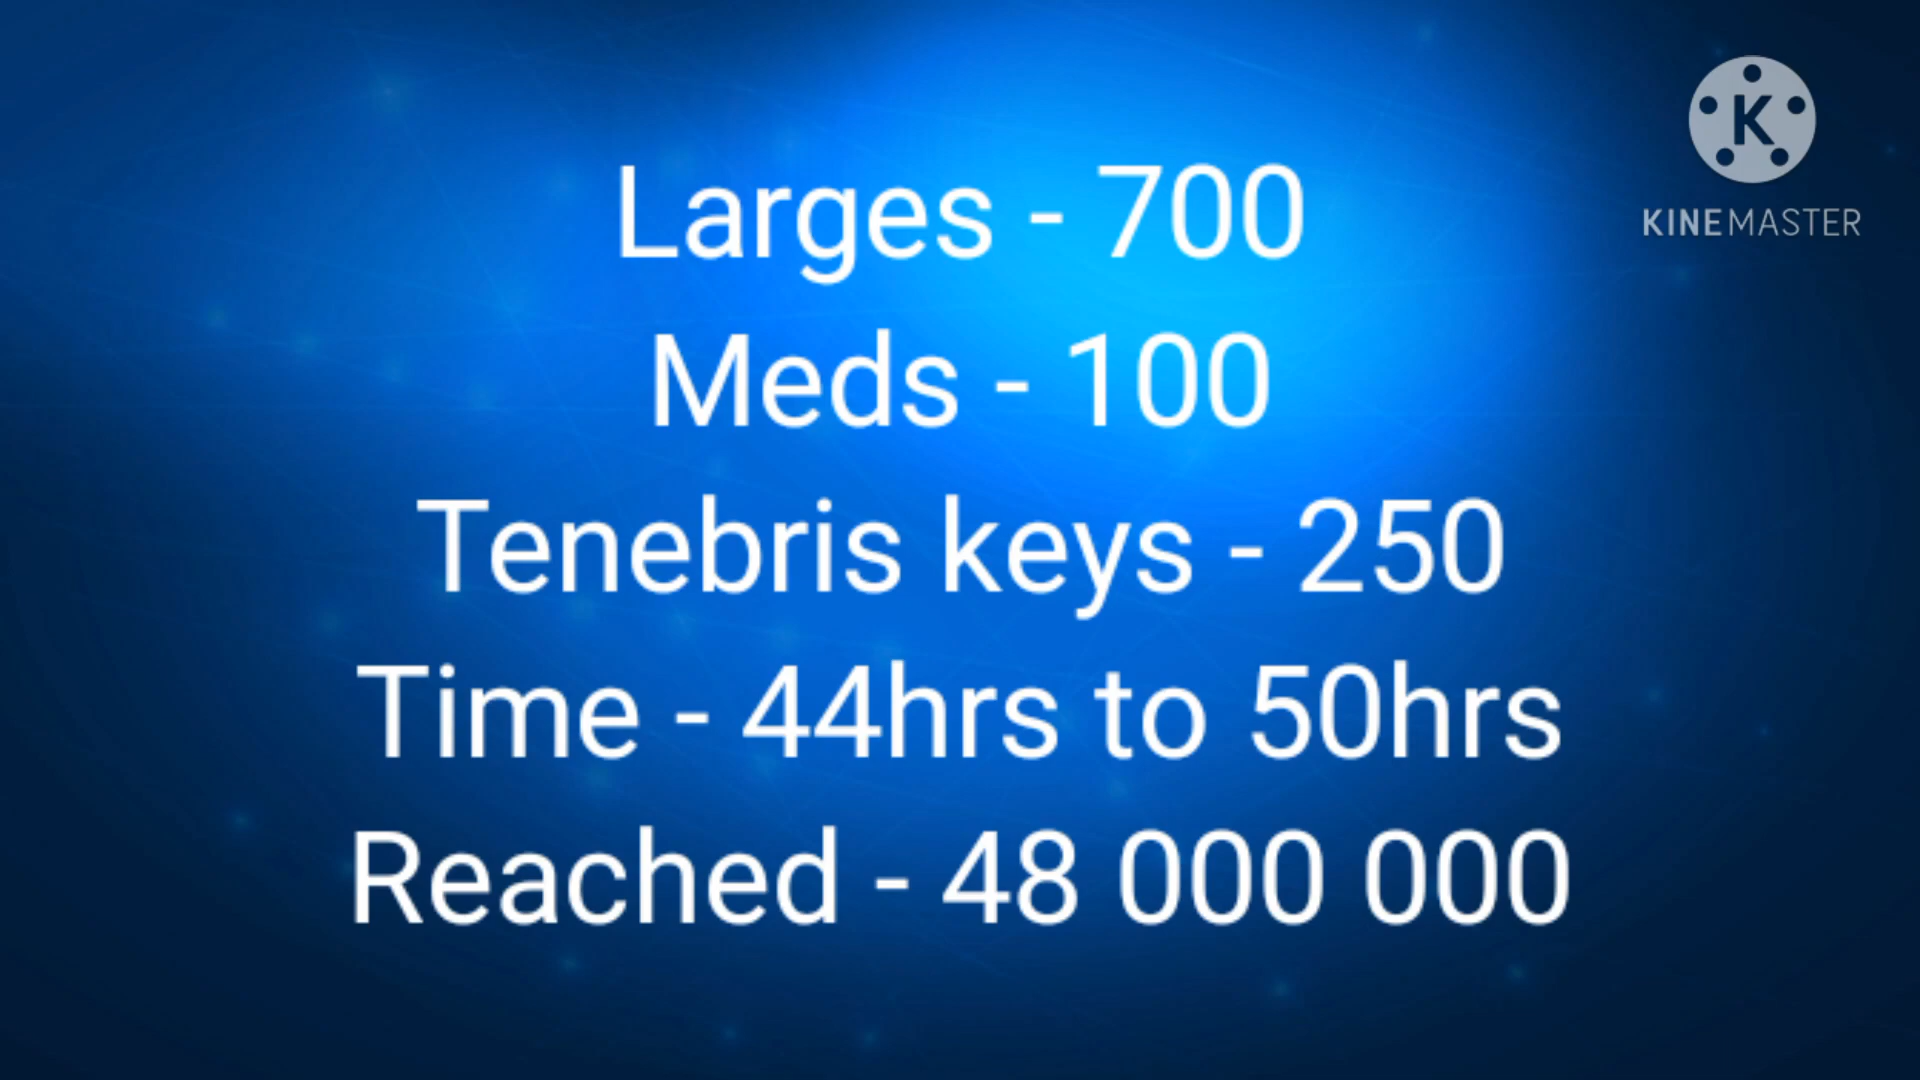 Larges - 700
Meds - 100
Tenebris keys - 250
Time - 44hrs to 50hrs
Reached - 48 000 000
K
KINEMASTER